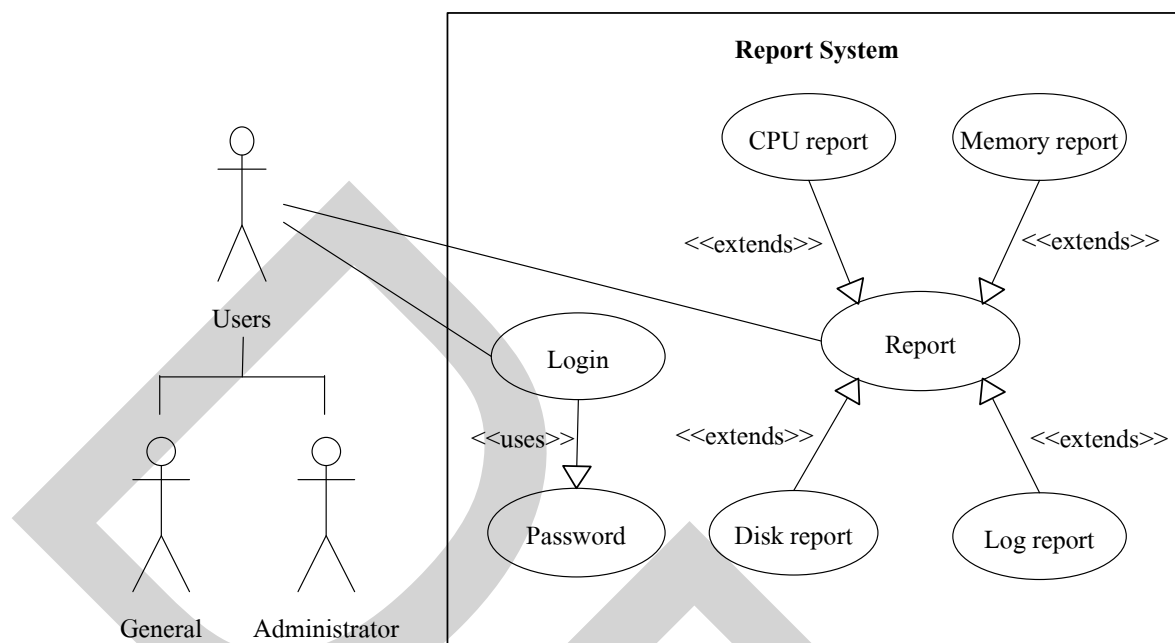 Report System
CPU report
Memory report
<<extends>>
<<extends>>
Users
Report
Login
<<uses>>
<<extends>>
<<extends>>
Password
Disk report
Log report
General
Administrator